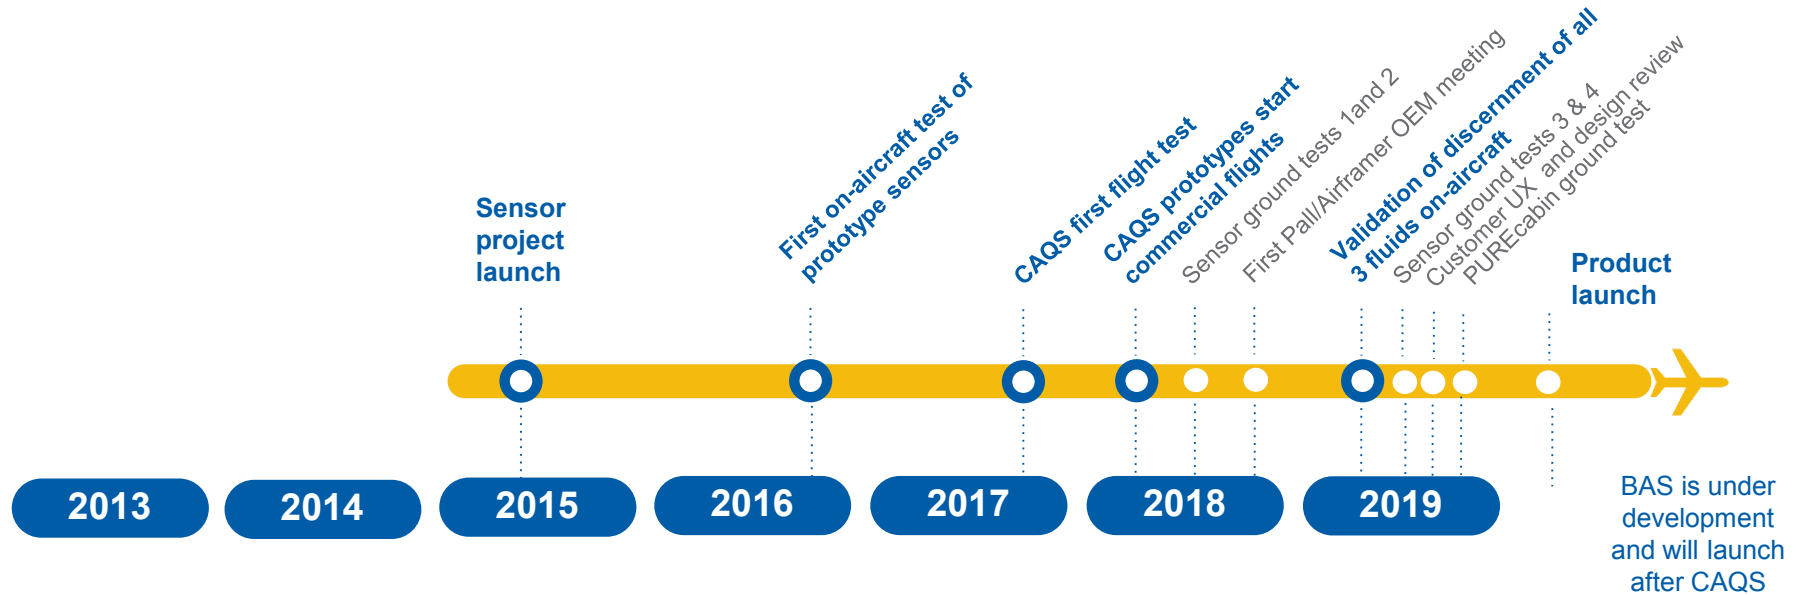 Sensor
project
launch
First on-aircraft test of
prototype sensors
CAQS first flight test
CAQS prototypes start
commercial flights
Sensor ground tests 1and 2
First Pall/Airframer OEM meeting
Validation of discernment of all
3 fluids on-aircraft
Sensor ground tests 3 & 4
Customer UX and design review
PUREcabin ground test
Product
launch
2013
2014
2015
2016
2017
2018
2019
BAS is under
development
and will launch
after CAQS